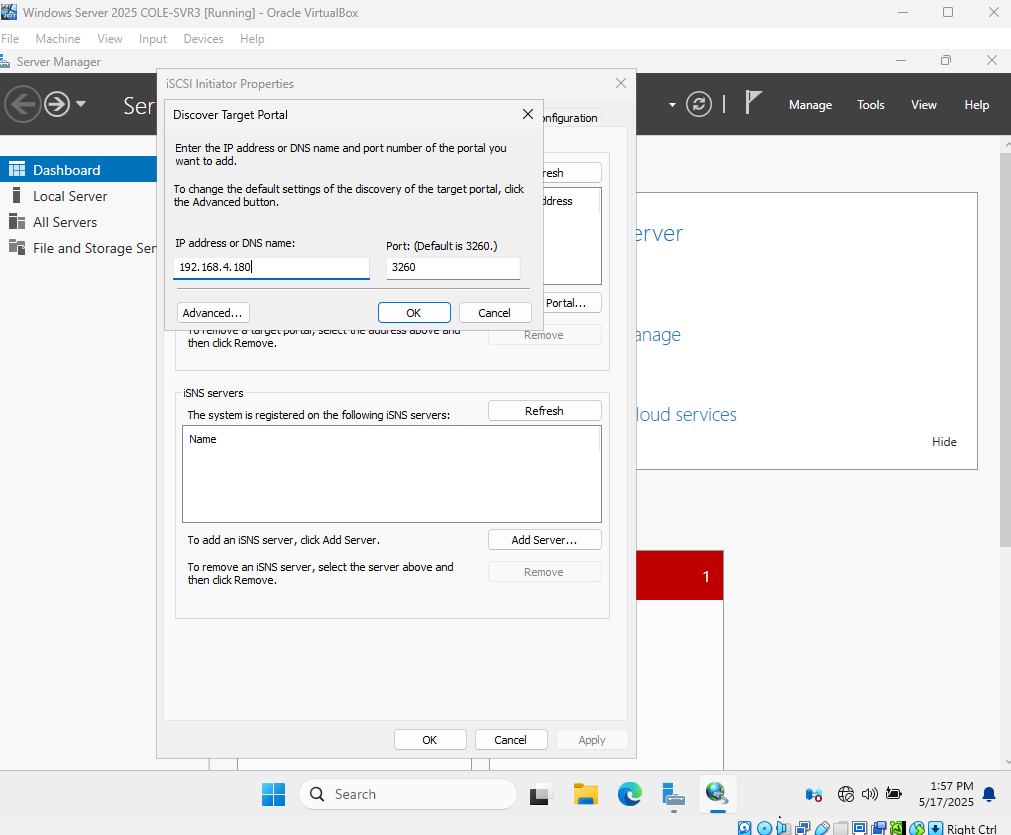 Windows Server 2025 COLE-SVR3 [Running] - Oracle VirtualBox
File Machine View Input Devices Help
Server Manager
iSCSI Initiator Properties
Ser
Manage Tools View Help
Discover Target Portal
onfiguration
Enter the IP address or DNS name and port number of the portal you
want to add.
To change the default settings of the discovery of the target portal, click
the Advanced button.
IP address or DNS name:
Port: (Default is 3260.)
192.168.4.180
3260
Advanced...
OK
Cancel
resh
ddress
Portal...
Dashboard
Local Server
All Servers
File and Storage Ser
To remove a target portal, select the address above and
then click Remove.
Remove
iSNS servers
The system is registered on the following iSNS servers:
Refresh
Name
To add an iSNS server, click Add Server.
Add Server...
To remove an iSNS server, select the server above and
then click Remove.
Remove
OK
Cancel
Apply
erver
anage
loud services
Hide
1
Search
1:57 PM
5/17/2025
Right Ctrl